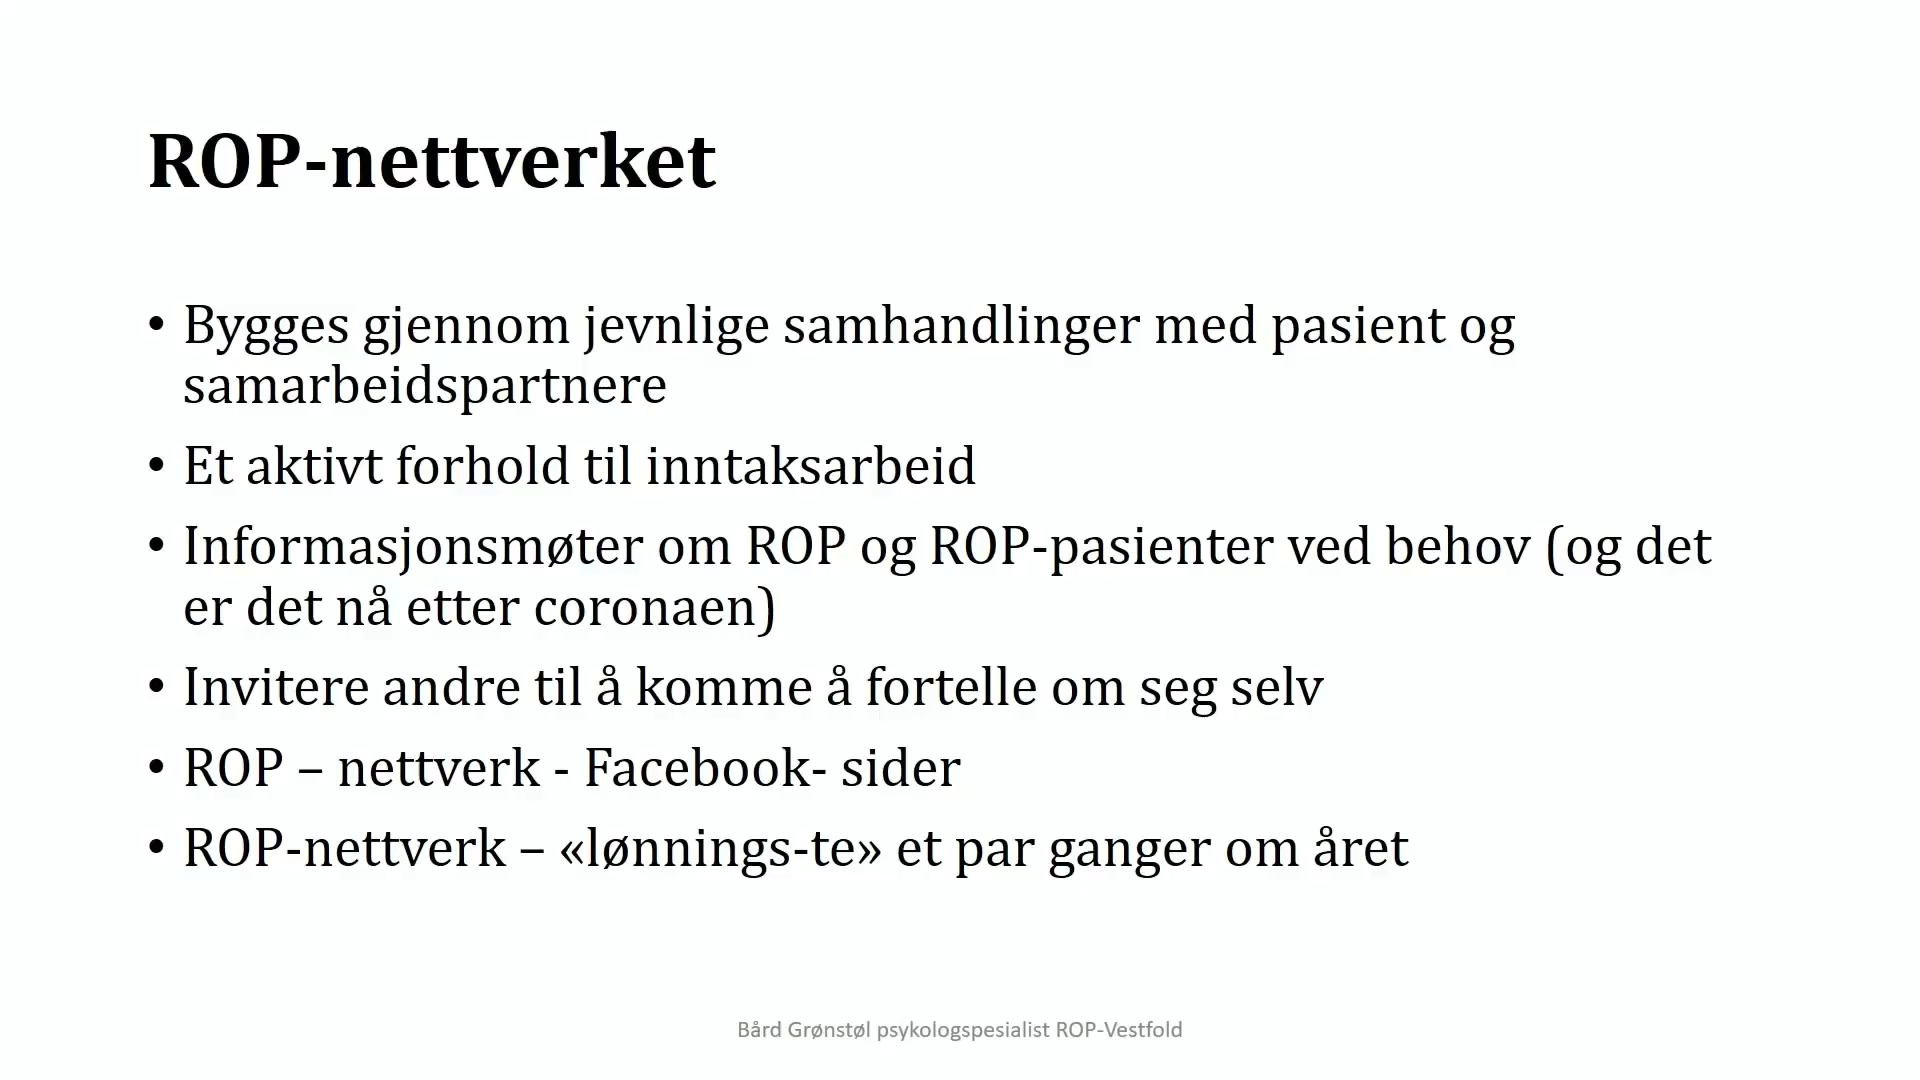 ROP-nettverket
• Bygges gjennom jevnlige samhandlinger med pasient og
samarbeidspartnere
• Et aktivt forhold til inntaksarbeid
• Informasjonsmøter om ROP og ROP-pasienter ved behov (og det
er det nå etter coronaen)
• Invitere andre til å komme å fortelle om seg selv
• ROP – nettverk - Facebook- sider
• ROP-nettverk – «lønnings-te» et par ganger om året
Bård Grønstøl psykologspesialist ROP-Vestfold